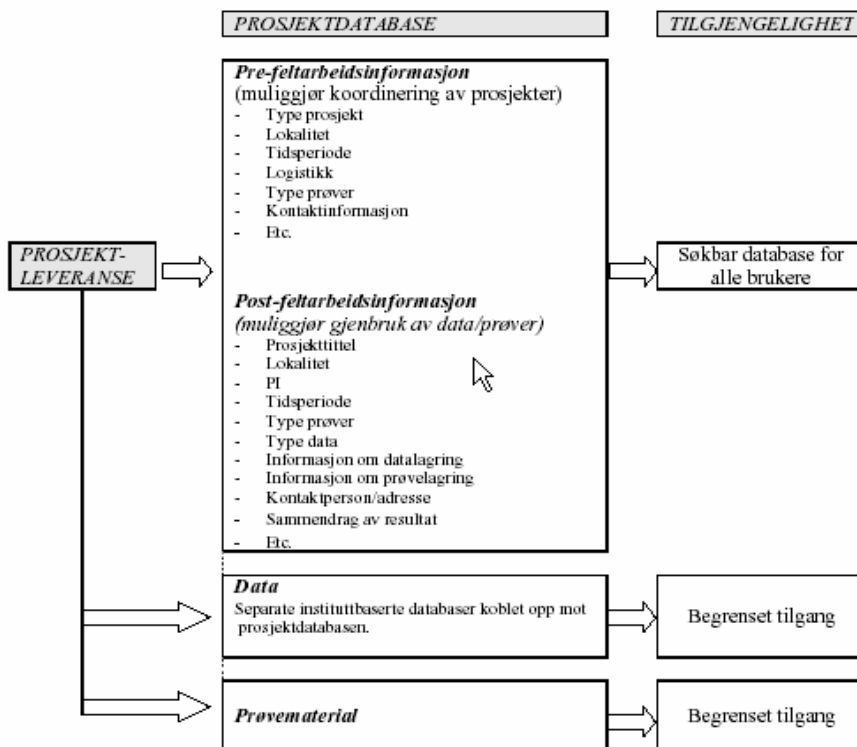 PROSJEKTDATABASE
TILGJENGELIGHET
Pre-feltarbeidsinformasjon
(muliggjør koordinering av prosjekter)
- Type prosjekt
- Lokalitet
- Tidsperiode
- Logistikk
- Type prøver
- Kontaktinformasjon
- Etc.
PROSJEKT-
LEVERANSE
Søkbar database for
alle brukere
Post-feltarbeidsinformasjon
(muliggjør gjenbruk av data/prøver)
- Prosjekttittel
- Lokalitet
- PI
- Tidsperiode
- Type prøver
- Type data
- Informasjon om datalagring
- Informasjon om prøvelagring
- Kontaktperson/adresse
- Sammendrag av resultat
- Etc.
Data
Separate instituttbaserte databaser koblet opp mot
prosjektdatabasen.
Begrenset tilgang
Prøvematerial
Begrenset tilgang